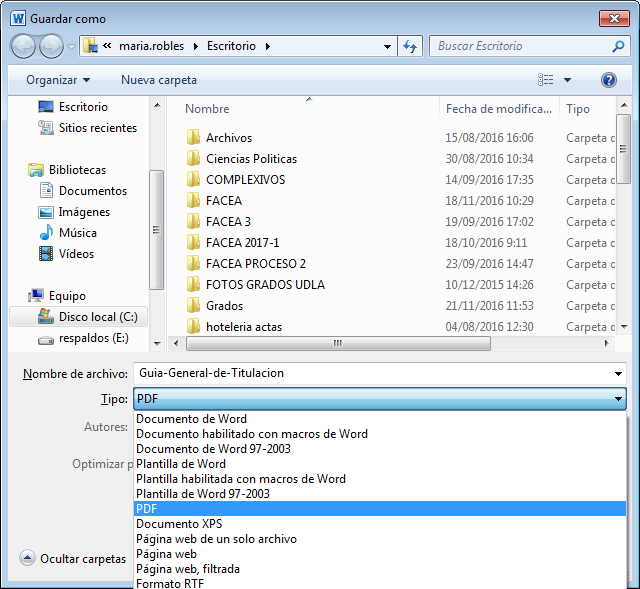 Guardar como
« maria.robles Escritorio
Buscar Escritorio
Organizar Nueva carpeta
Escritorio
Sitios recientes
Bibliotecas
Documentos
Imágenes
Música
Vídeos
Equipo
Disco local (C:)
respaldos (E:)
Nombre Fecha de modifica... Tipo
Archivos 15/08/2016 16:06 Carpeta d
Ciencias Politicas 30/08/2016 10:34 Carpeta d
COMPLEXIVOS 14/09/2016 17:35 Carpeta d
FACEA 18/11/2016 10:29 Carpeta d
FACEA 3 19/09/2016 17:02 Carpeta d
FACEA 2017-1 18/10/2016 9:11 Carpeta d
FACEA PROCESO 2 23/09/2016 14:47 Carpeta d
FOTOS GRADOS UDLA 10/12/2015 14:26 Carpeta d
Grados 21/11/2016 11:53 Carpeta d
hoteleria actas 04/08/2016 12:30 Carpeta d
Nombre de archivo: Guia-General-de-Titulacion
Tipo: PDF
Autores:
Optimizar p
Documento de Word
Documento habilitado con macros de Word
Documento de Word 97-2003
Plantilla de Word
Plantilla habilitada con macros de Word
Plantilla de Word 97-2003
PDF
Documento XPS
Página web de un solo archivo
Página web
Página web, filtrada
Formato RTF
Ocultar carpetas